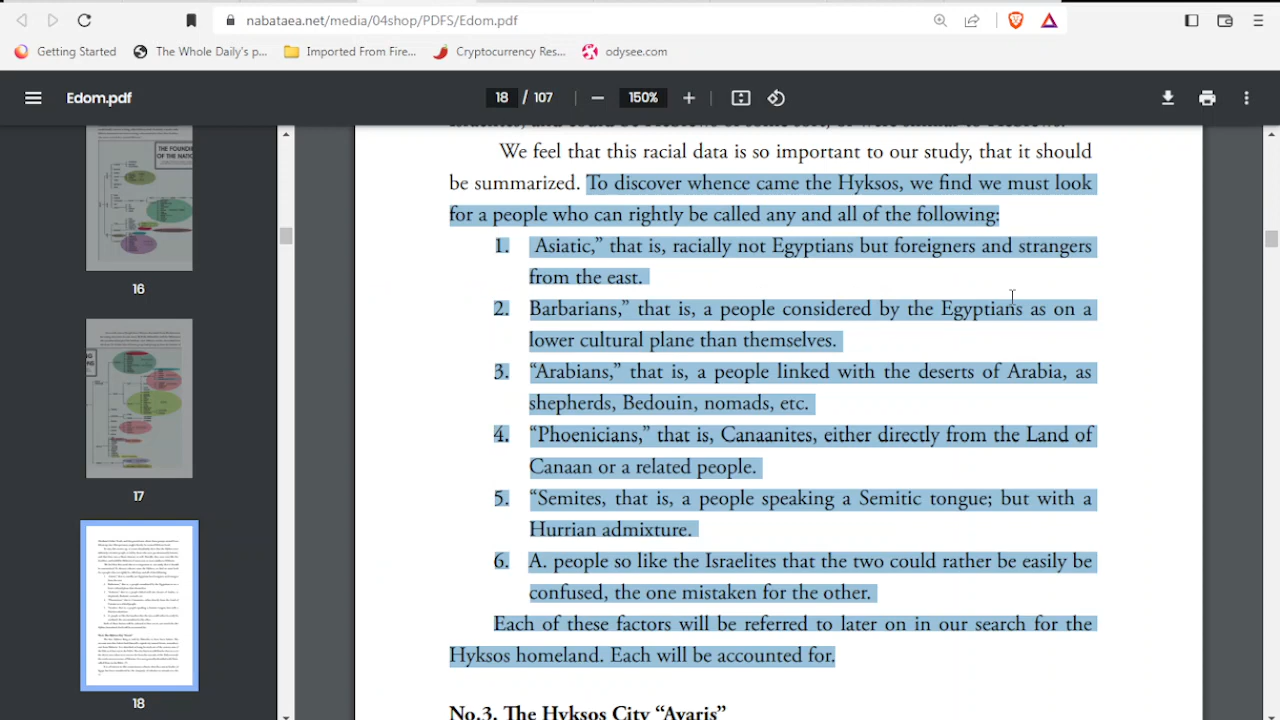 nabataea.net/media/04shop/PDFS/Edom.pdf
Getting Started The Whole Daily's p... Imported From Fire... Cryptocurrency Res... odysee.com
Edom.pdf 18 / 107 150%
We feel that this racial data is so important to our study, that it should
be summarized. To discover whence came the Hyksos, we find we must look
for a people who can rightly be called any and all of the following:
1. Asiatic,” that is, racially not Egyptians but foreigners and strangers
from the east.
2. Barbarians,” that is, a people considered by the Egyptians as on a
lower cultural plane than themselves.
3. “Arabians,” that is, a people linked with the deserts of Arabia, as
shepherds, Bedouin, nomads, etc.
4. “Phoenicians,” that is, Canaanites, either directly from the Land of
Canaan or a related people.
5. “Semites, that is, a people speaking a Semitic tongue; but with a
Hurrian admixture.
6. A people so like the Israelites that the two could rather be easily be
confused, the one mistaken for the other.
Each of these factors will be referred to later on in our search for the
Hyksos homeland. Each will be accounted for.
No.3. The Hyksos City “Avaris”
16
17
18